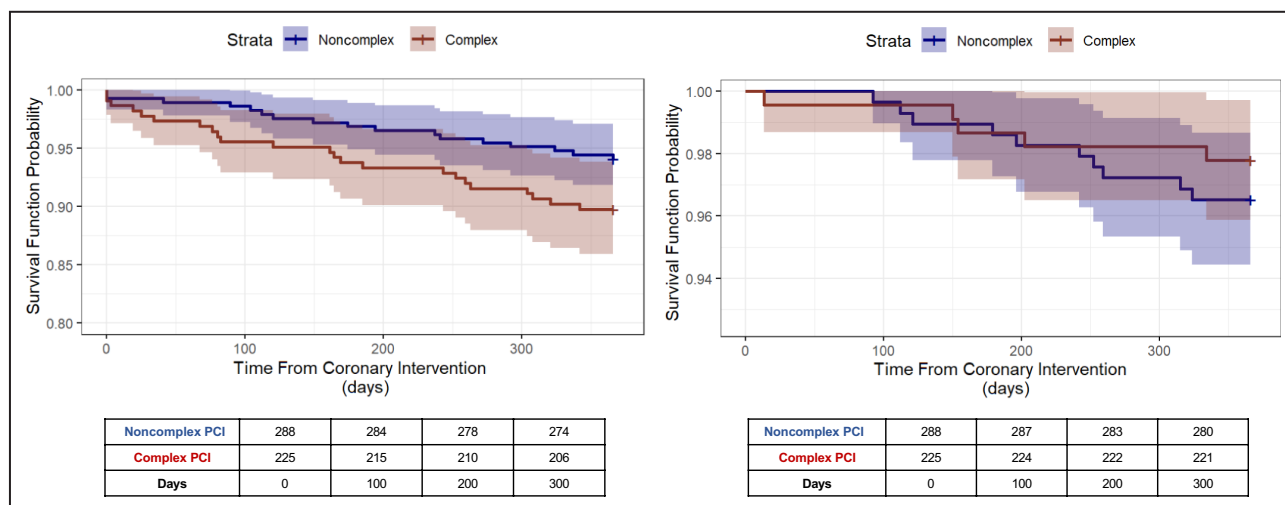 Strata Noncomplex Complex
Survival Function Probability
1.00
0.95
0.90
0.85
0.80
0 100 200 300
Time From Coronary Intervention
(days)
Noncomplex PCI 288 284 278 274
Complex PCI 225 215 210 206
Days 0 100 200 300
Strata Noncomplex Complex
Survival Function Probability
1.00
0.98
0.96
0.94
0 100 200 300
Time From Coronary Intervention
(days)
Noncomplex PCI 288 287 283 280
Complex PCI 225 224 222 221
Days 0 100 200 300